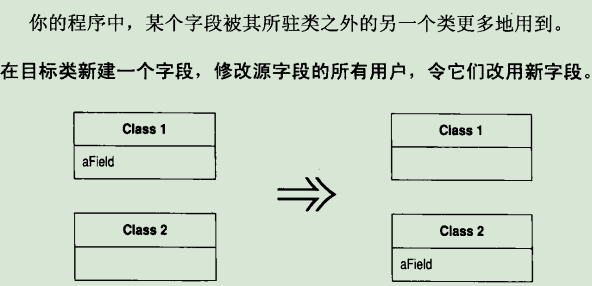 你的程序中，某个字段被其所驻类之外的另一个类更多地用到。
在目标类新建一个字段，修改源字段的所有用户，令它们改用新字段。
Class 1
aField
Class 2
Class 1
Class 2
aField